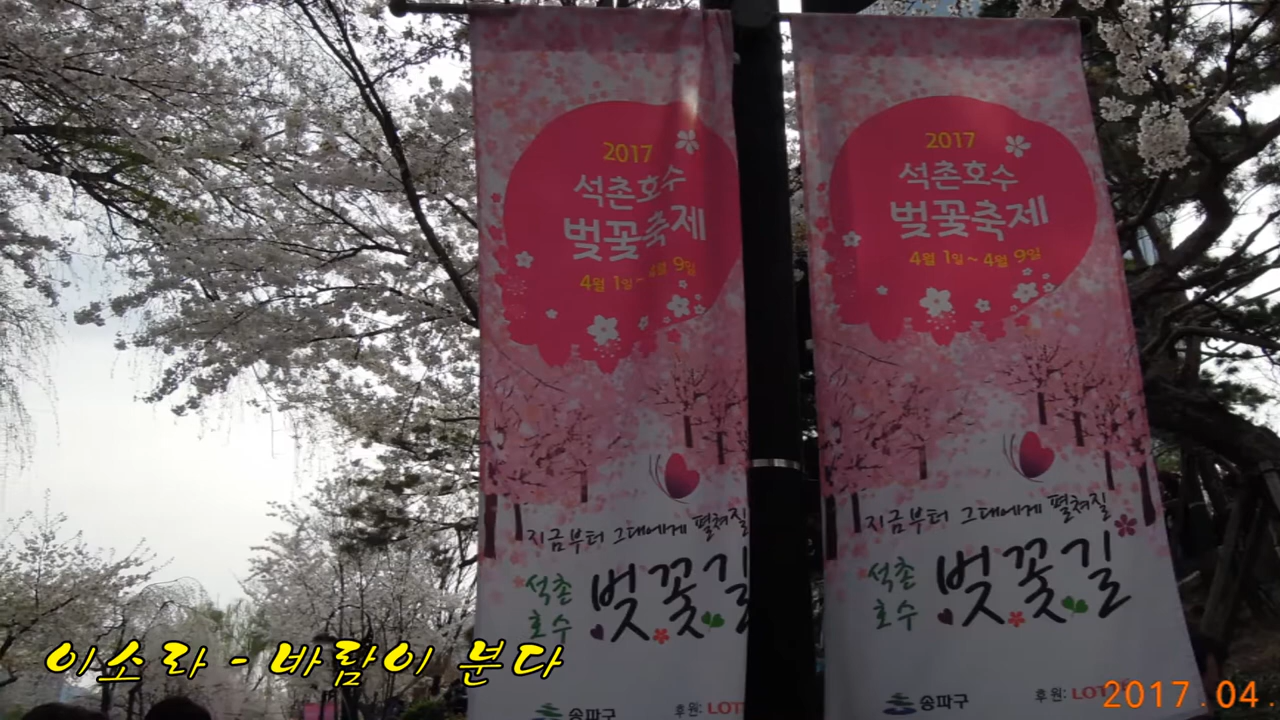 2017
석촌호수
벚꽃축제
4월 1일~4월 9일
지금부터 그대에게 펼쳐질
석촌
호수
벚꽃길
송파구
후원: LOT
2017
석촌호수
벚꽃축제
4월 1일~4월 9일
지금부터 그대에게 펼쳐질
석촌
호수
벚꽃길
송파구
후원: LOTTE
이소라 - 바람이 분다
2017.04.